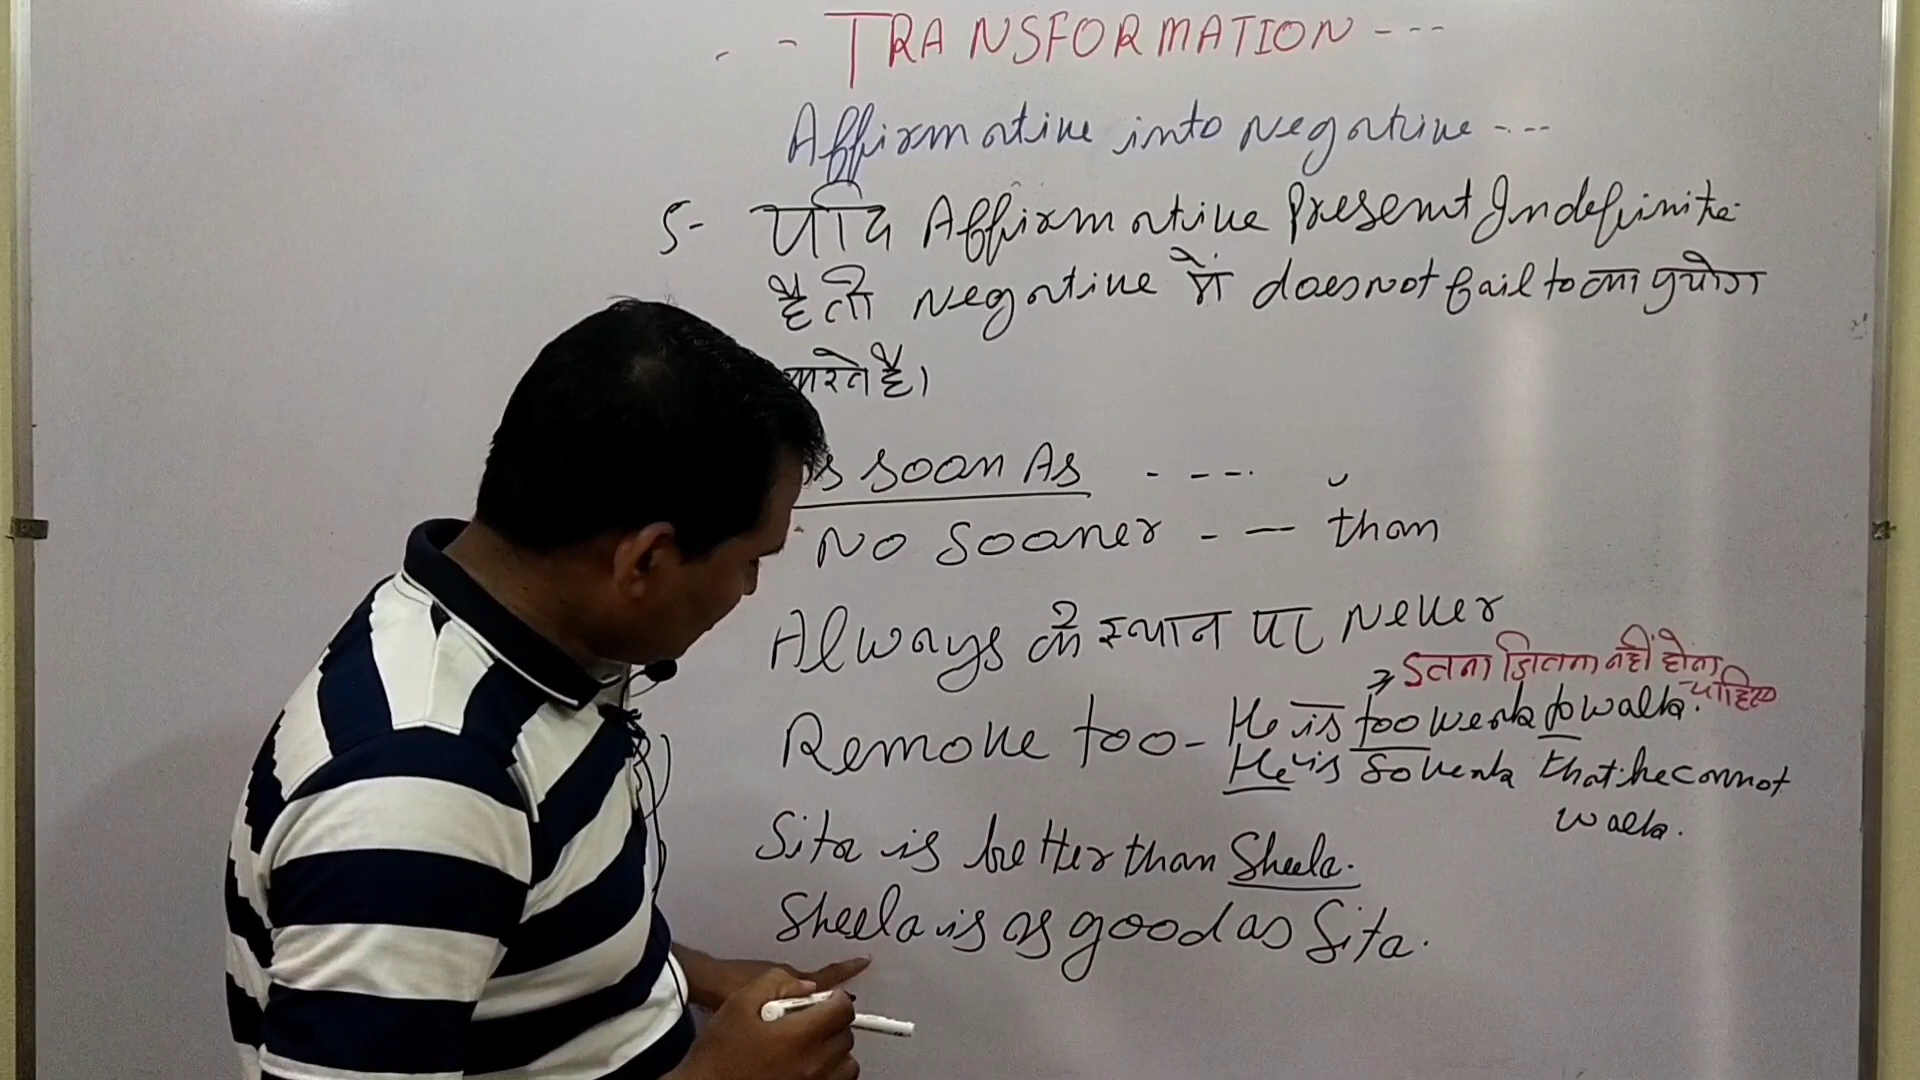 - - TRANSFORMATION ---
Affirmative into Negative ---
5- यदि Affirmative Present Indefinite
है तो Negative में does not fail to का प्रयोग
करते है।
As soon As - - - -
No sooner - - than
Always के स्थान पर Never
इतना जितना नहीं होना चाहिए
Remove too - He is too weak to walk.
He is so weak that he cannot
walk.
Sita is better than Sheela.
Sheela is as good as Sita.